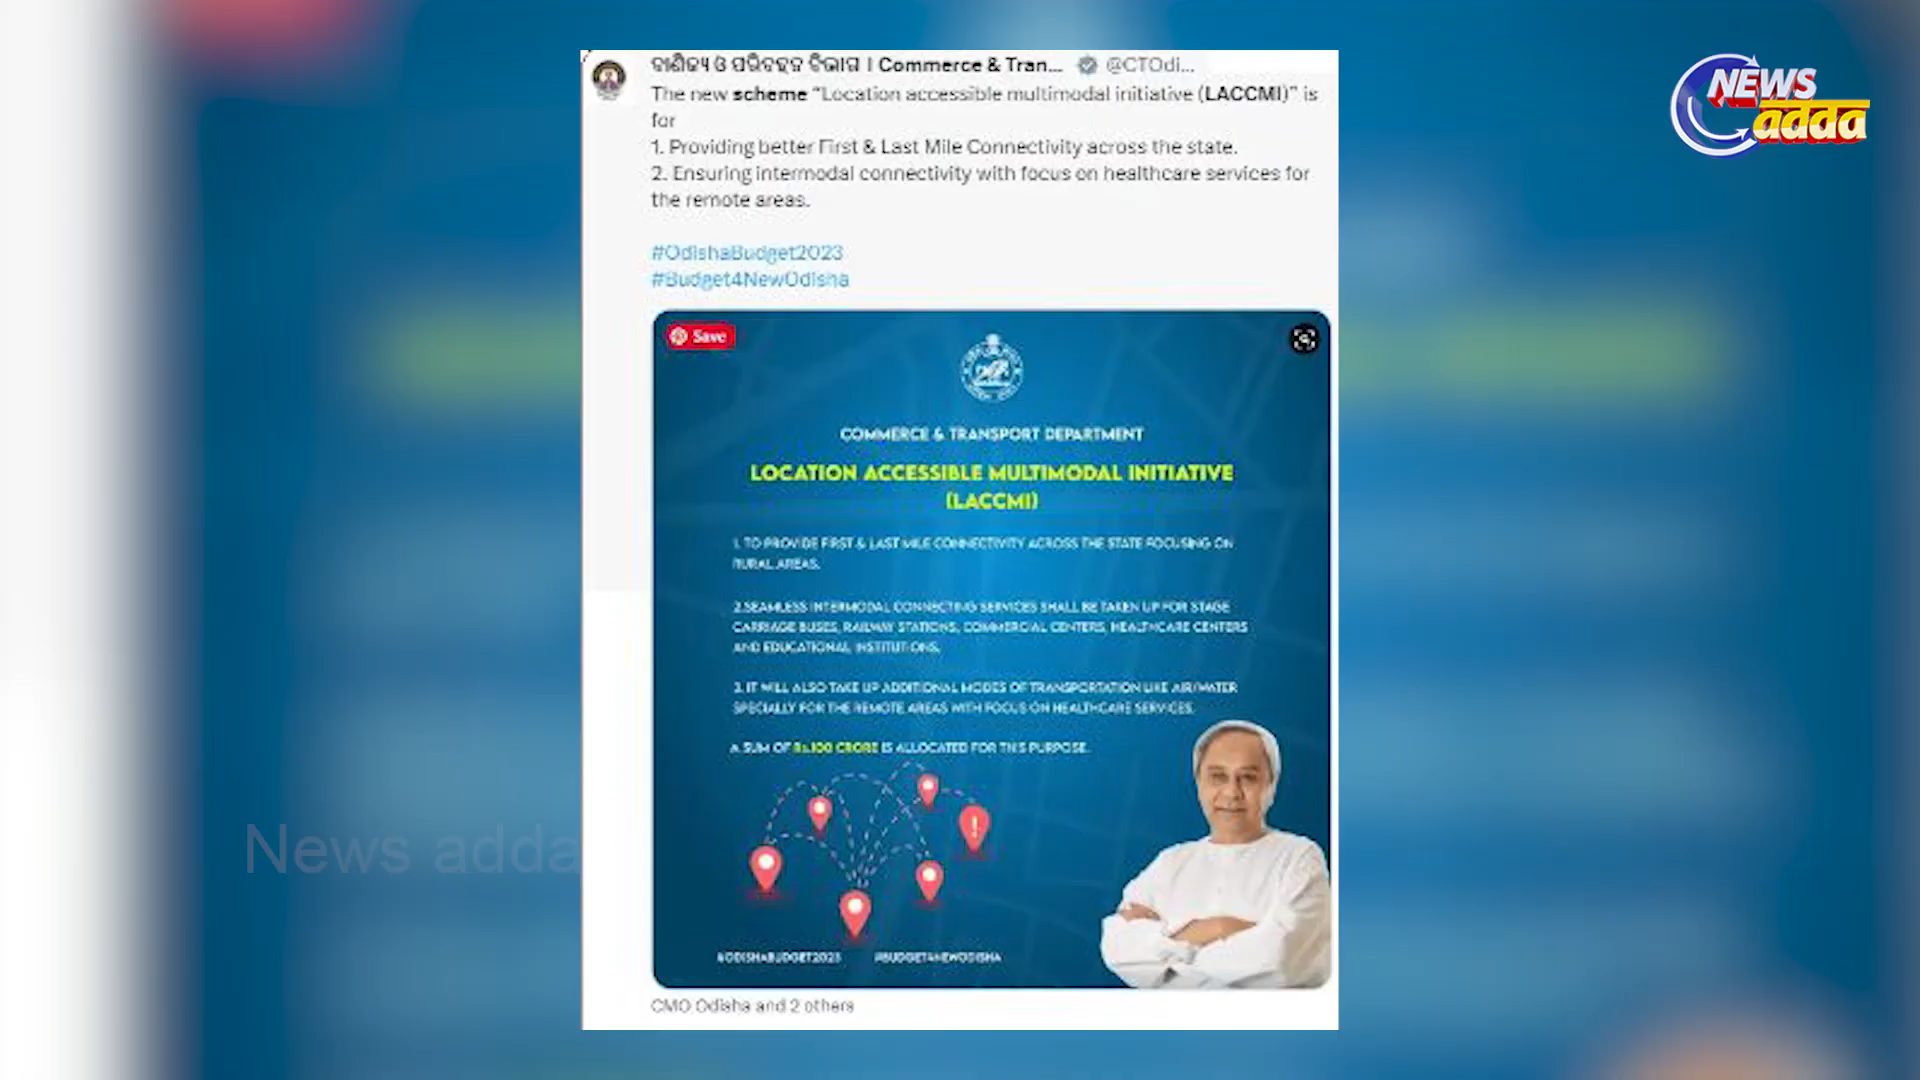 ବାଣିଜ୍ୟ ଓ ପରିବହନ ବିଭାଗ | Commerce & Tran... @CTOdi...
The new scheme “Location accessible multimodal initiative (LACCMI)” is
for
1. Providing better First & Last Mile Connectivity across the state.
2. Ensuring intermodal connectivity with focus on healthcare services for
the remote areas.
#OdishaBudget2023
#Budget4NewOdisha
Save
COMMERCE & TRANSPORT DEPARTMENT
LOCATION ACCESSIBLE MULTIMODAL INITIATIVE
(LACCMI)
1. TO PROVIDE FIRST & LAST MILE CONNECTIVITY ACROSS THE STATE FOCUSING ON
RURAL AREAS.
2.SEAMLESS INTERMODAL CONNECTING SERVICES SHALL BE TAKEN UP FOR STAGE
CARRIAGE BUSES, RAILWAY STATIONS, COMMERCIAL CENTERS, HEALTHCARE CENTERS
AND EDUCATIONAL INSTITUTIONS.
3. IT WILL ALSO TAKE UP ADDITIONAL MODES OF TRANSPORTATION LIKE AIR/WATER
SPECIALLY FOR THE REMOTE AREAS WITH FOCUS ON HEALTHCARE SERVICES.
A SUM OF Rs.100 CRORE IS ALLOCATED FOR THIS PURPOSE.
#ODISHABUDGET2023 #BUDGET4NEWODISHA
CMO Odisha and 2 others
NEWS
adda
News adda